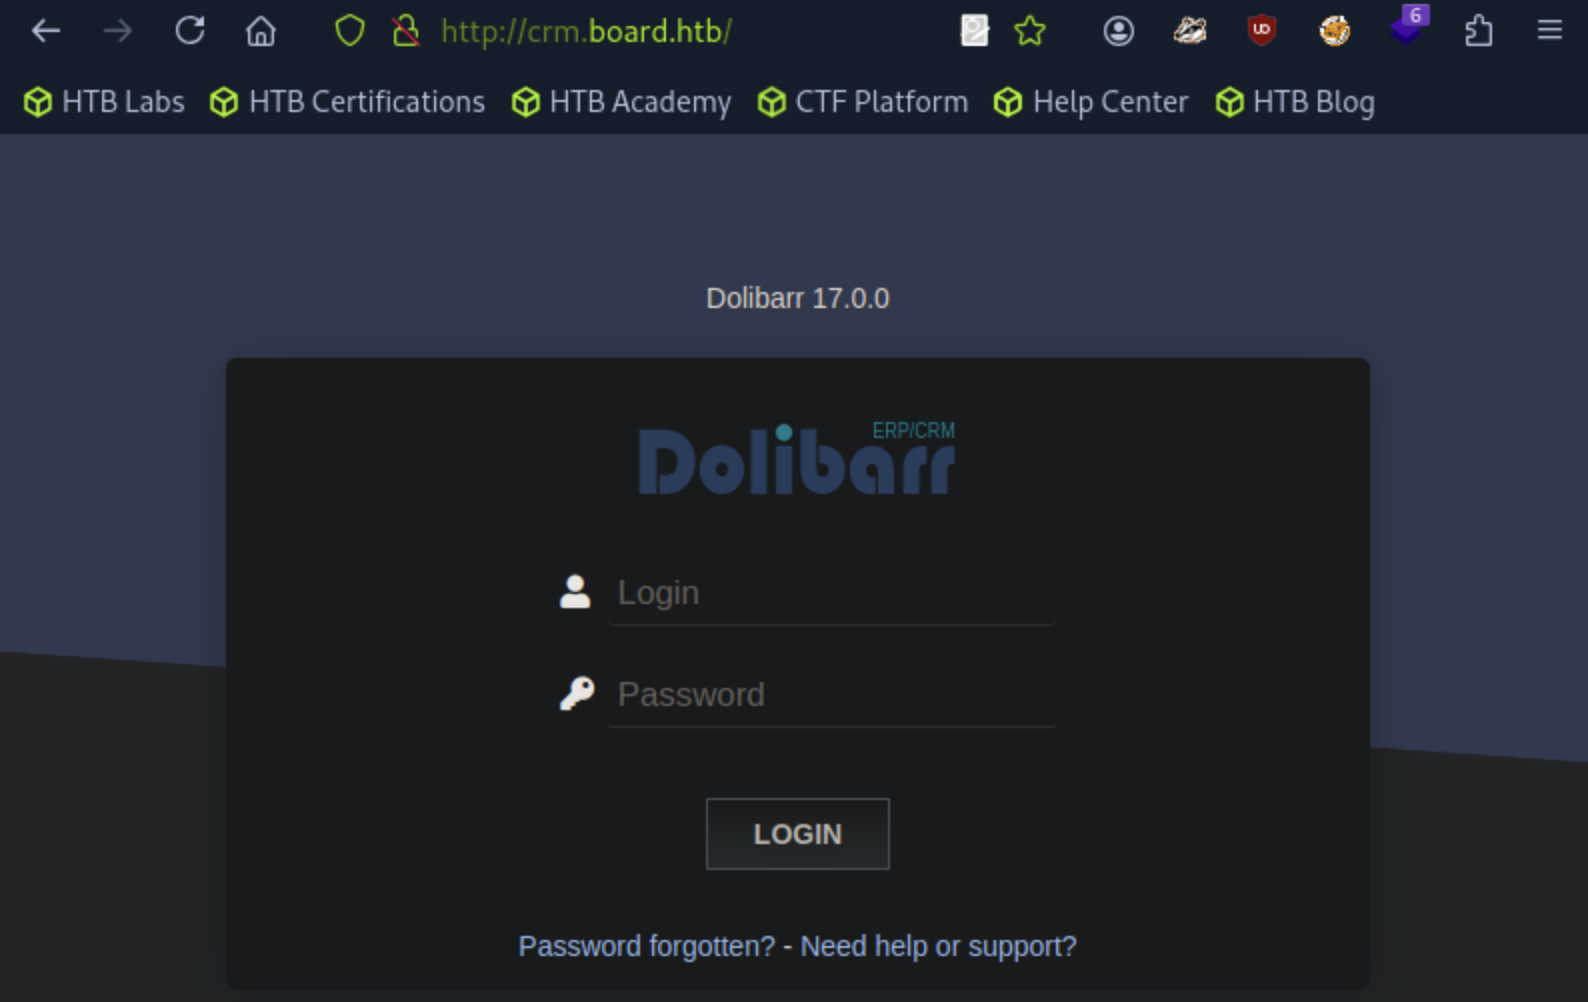 http://crm.board.htb/
6
HTB Labs HTB Certifications HTB Academy CTF Platform Help Center HTB Blog
Dolibarr 17.0.0
ERP/CRM
Dolibarr
Login
Password
LOGIN
Password forgotten? - Need help or support?